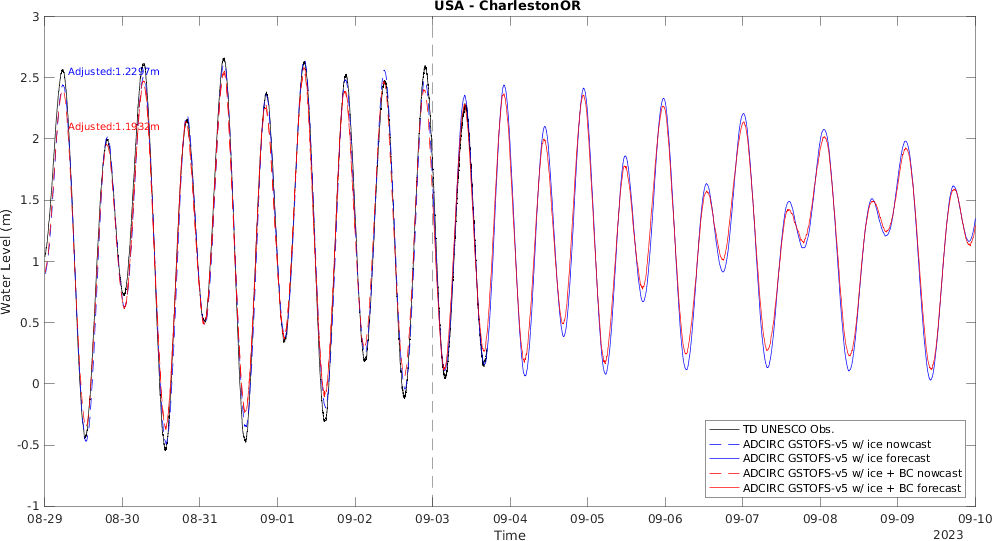 USA - CharlestonOR
3
2.5
2
1.5
1
0.5
0
-0.5
-1
Water Level (m)
Adjusted:1.2297m
Adjusted:1.1932m
TD UNESCO Obs.
ADCIRC GSTOFS-v5 w/ ice nowcast
ADCIRC GSTOFS-v5 w/ ice forecast
ADCIRC GSTOFS-v5 w/ ice + BC nowcast
ADCIRC GSTOFS-v5 w/ ice + BC forecast
08-29 08-30 08-31 09-01 09-02 09-03 09-04 09-05 09-06 09-07 09-08 09-09 09-10
Time
2023